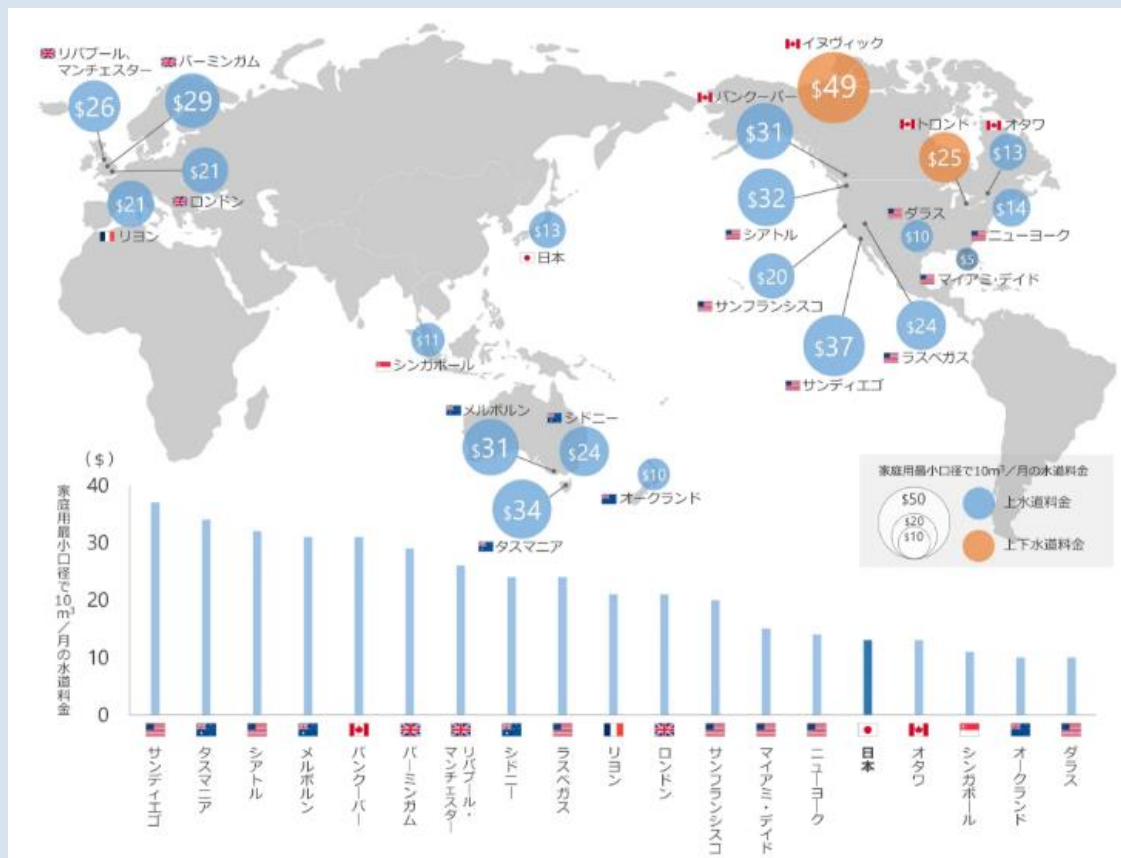 リバプール、
マンチェスター
バーミンガム
$26
$29
$21
ロンドン
$21
リヨン
$13
日本
$11
シンガポール
メルボルン
シドニー
$31
$24
$34
タスマニア
$10
オークランド
イヌヴィック
$49
バンクーバー
$31
トロント
オタワ
$25
$13
$32
シアトル
ダラス
$10
$14
ニューヨーク
$5
マイアミ・デイド
$20
サンフランシスコ
$24
ラスベガス
$37
サンディエゴ
家庭用最小口径で10m³/月の水道料金
$50
$20
$10
上水道料金
上下水道料金
($)
家庭用最小口径で10m³/月の水道料金
40
30
20
10
0
サンディエゴ
タスマニア
シアトル
メルボルン
バンクーバー
バーミンガム
リバプール・
マンチェスター
シドニー
ラスベガス
リヨン
ロンドン
サンフランシスコ
マイアミ・デイド
ニューヨーク
日本
オタワ
シンガポール
オークランド
ダラス